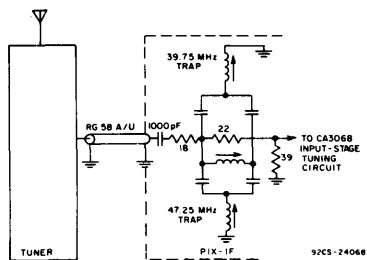 39.75 MHz
TRAP
RG 58 A/U
1000pF
18
22
39
TO CA3068
INPUT-STAGE
TUNING
CIRCUIT
47.25 MHz
TRAP
TUNER
PIX-IF
92CS-24068